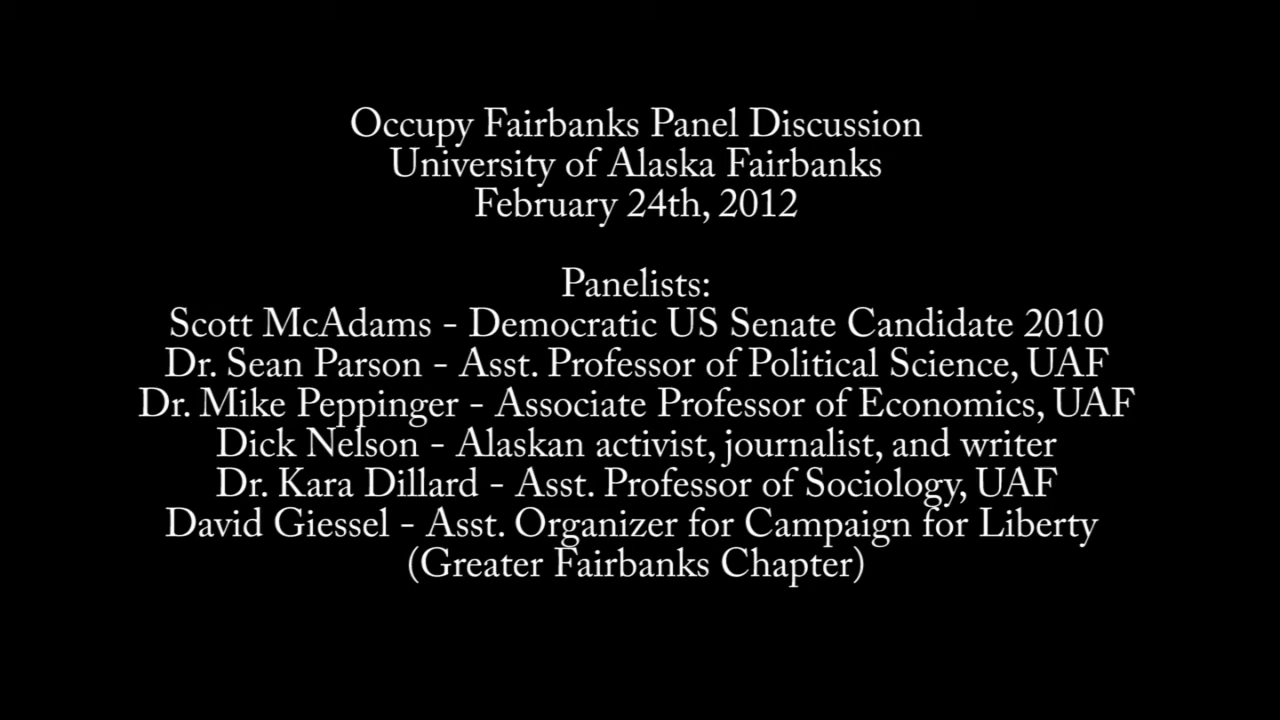 Occupy Fairbanks Panel Discussion
University of Alaska Fairbanks
February 24th, 2012
Panelists:
Scott McAdams - Democratic US Senate Candidate 2010
Dr. Sean Parson - Asst. Professor of Political Science, UAF
Dr. Mike Peppinger - Associate Professor of Economics, UAF
Dick Nelson - Alaskan activist, journalist, and writer
Dr. Kara Dillard - Asst. Professor of Sociology, UAF
David Giessel - Asst. Organizer for Campaign for Liberty
(Greater Fairbanks Chapter)